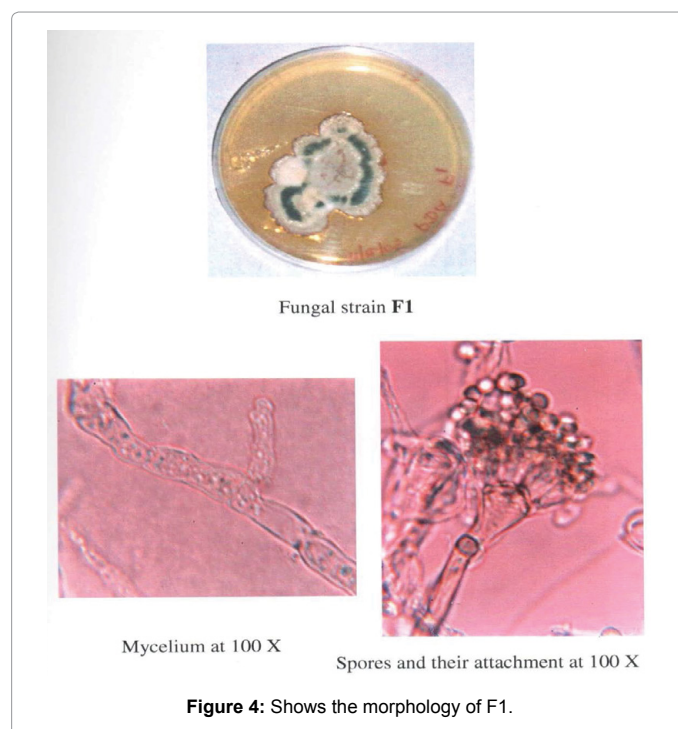 Fungal strain F1
Mycelium at 100 X
Spores and their attachment at 100 X
Figure 4: Shows the morphology of F1.